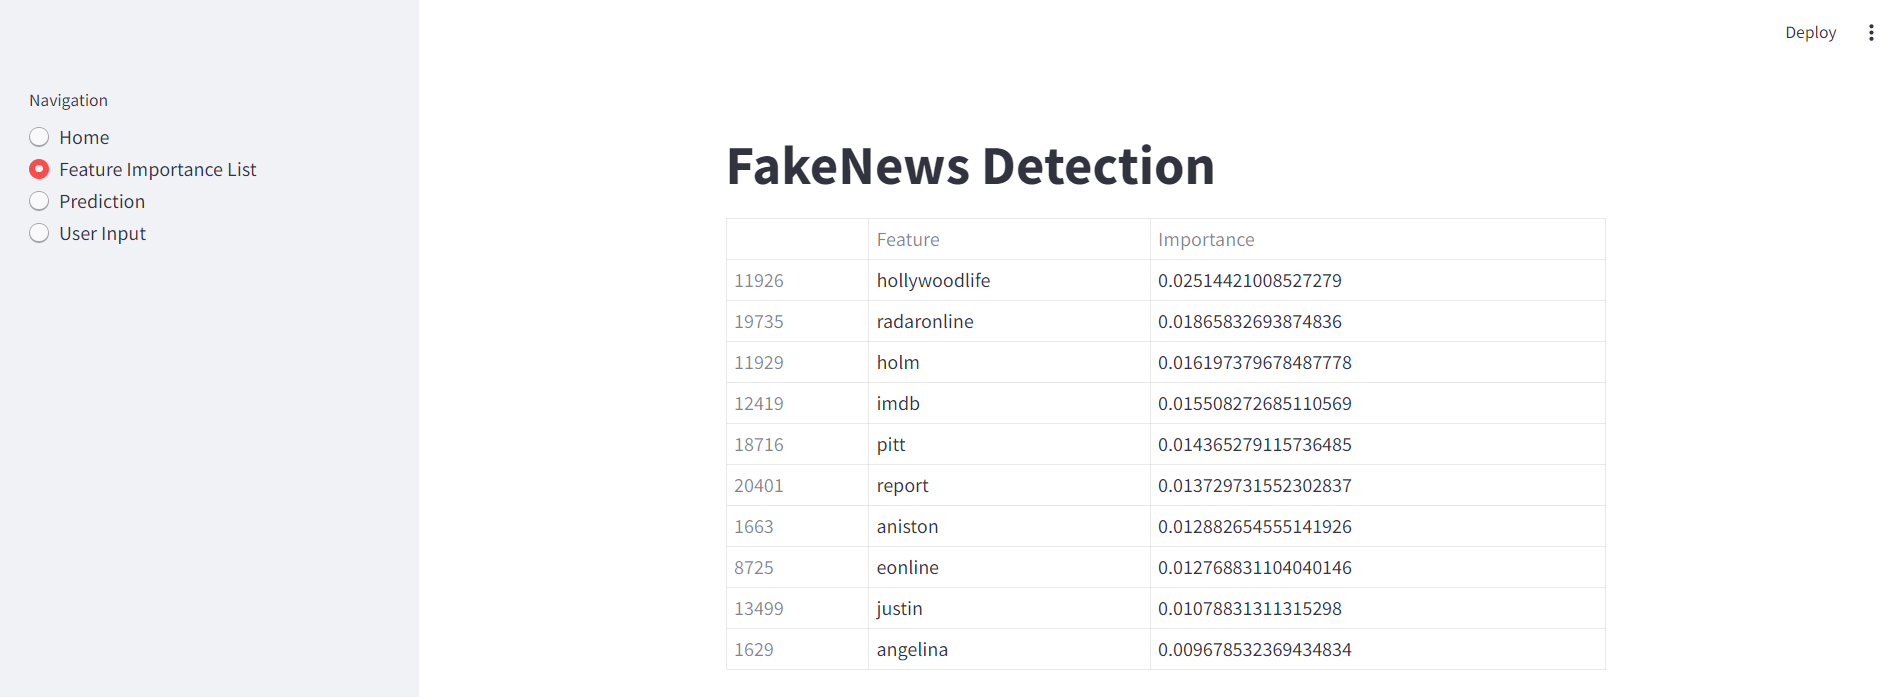 Deploy
Navigation
Home
Feature Importance List
Prediction
User Input
FakeNews Detection
Feature Importance
11926 hollywoodlife 0.02514421008527279
19735 radaronline 0.01865832693874836
11929 holm 0.016197379678487778
12419 imdb 0.015508272685110569
18716 pitt 0.014365279115736485
20401 report 0.013729731552302837
1663 aniston 0.012882654555141926
8725 eonline 0.012768831104040146
13499 justin 0.01078831311315298
1629 angelina 0.009678532369434834